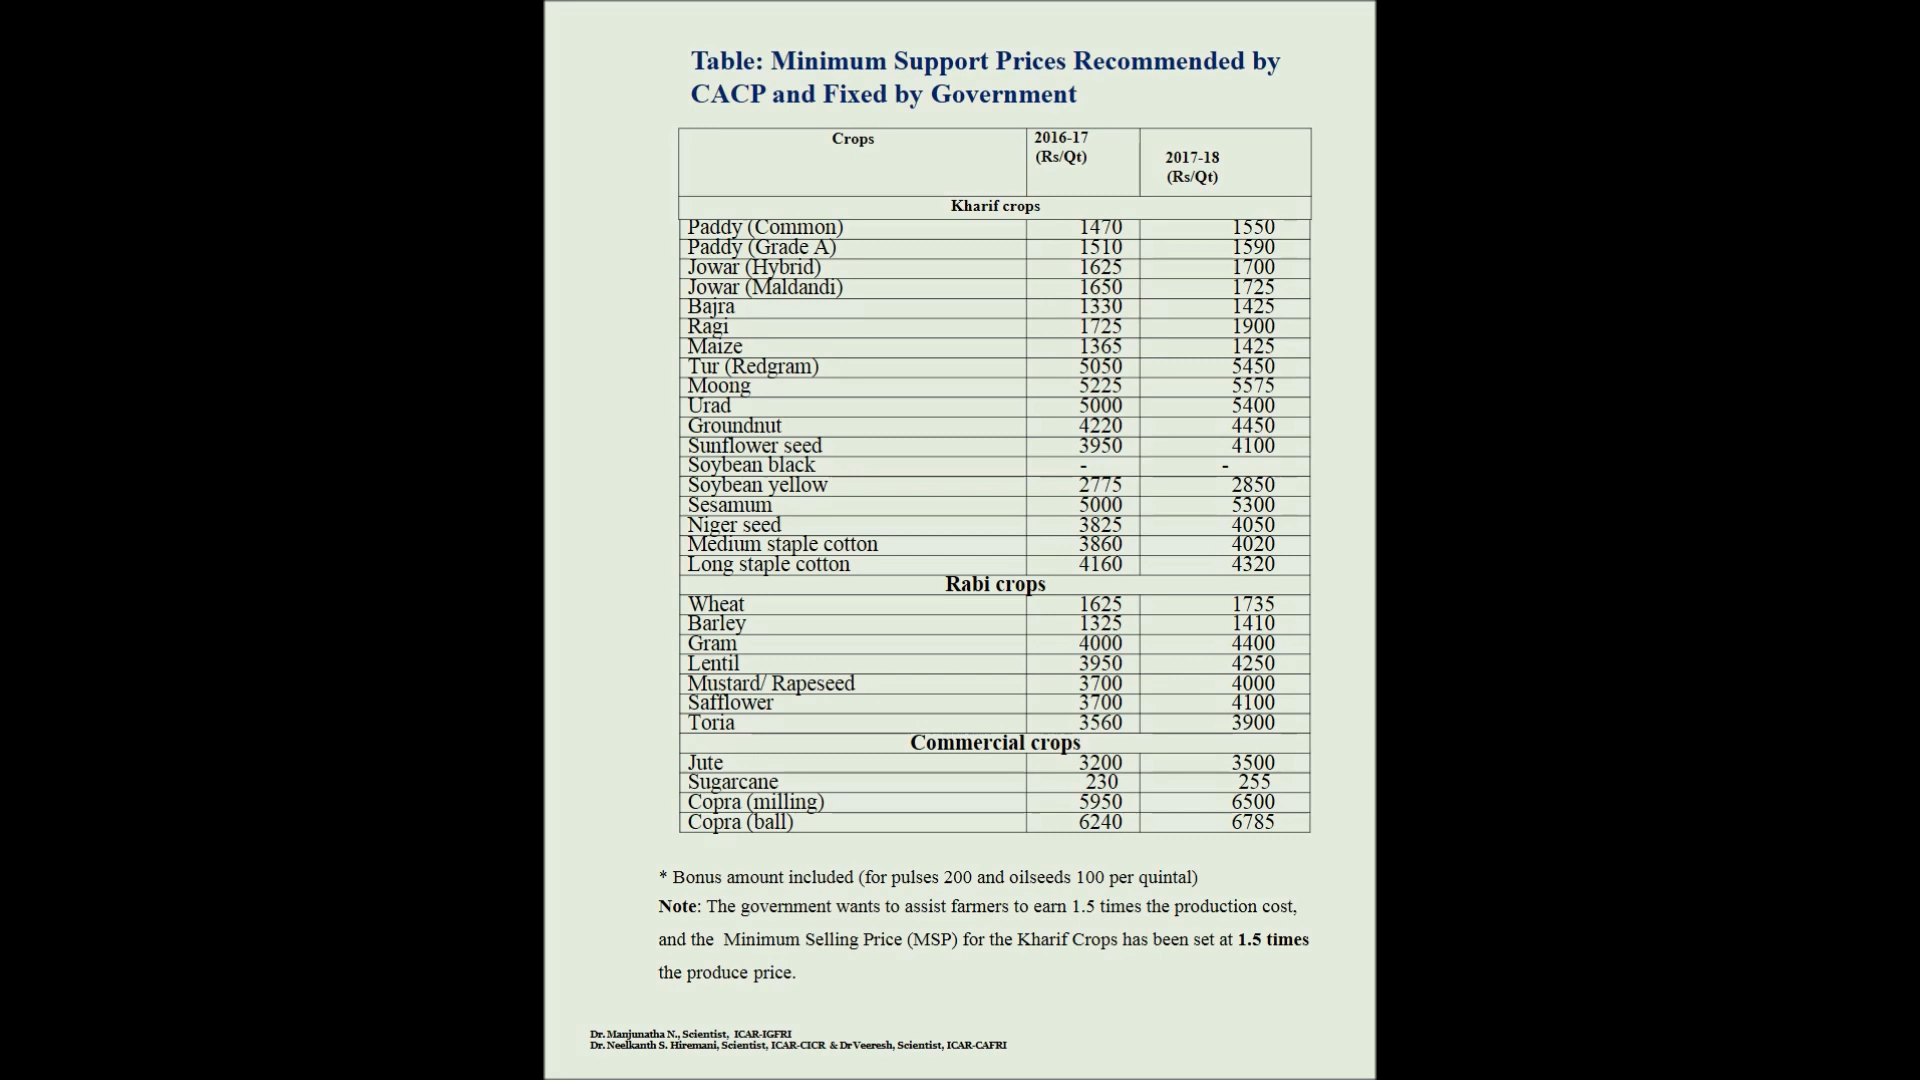 Table: Minimum Support Prices Recommended by
CACP and Fixed by Government
Crops 2016-17 (Rs/Qt) 2017-18 (Rs/Qt)
Kharif crops
Paddy (Common) 1470 1550
Paddy (Grade A) 1510 1590
Jowar (Hybrid) 1625 1700
Jowar (Maldandi) 1650 1725
Bajra 1330 1425
Ragi 1725 1900
Maize 1365 1425
Tur (Redgram) 5050 5450
Moong 5225 5575
Urad 5000 5400
Groundnut 4220 4450
Sunflower seed 3950 4100
Soybean black - -
Soybean yellow 2775 2850
Sesamum 5000 5300
Niger seed 3825 4050
Medium staple cotton 3860 4020
Long staple cotton 4160 4320
Rabi crops
Wheat 1625 1735
Barley 1325 1410
Gram 4000 4400
Lentil 3950 4250
Mustard/ Rapeseed 3700 4000
Safflower 3700 4100
Toria 3560 3900
Commercial crops
Jute 3200 3500
Sugarcane 230 255
Copra (milling) 5950 6500
Copra (ball) 6240 6785
* Bonus amount included (for pulses 200 and oilseeds 100 per quintal)
Note: The government wants to assist farmers to earn 1.5 times the production cost,
and the Minimum Selling Price (MSP) for the Kharif Crops has been set at 1.5 times
the produce price.
Dr. Manjunatha N., Scientist, ICAR-IGFRI
Dr. Neelkanth S. Hiremani, Scientist, ICAR-CICR & Dr Veeresh, Scientist, ICAR-CAFRI